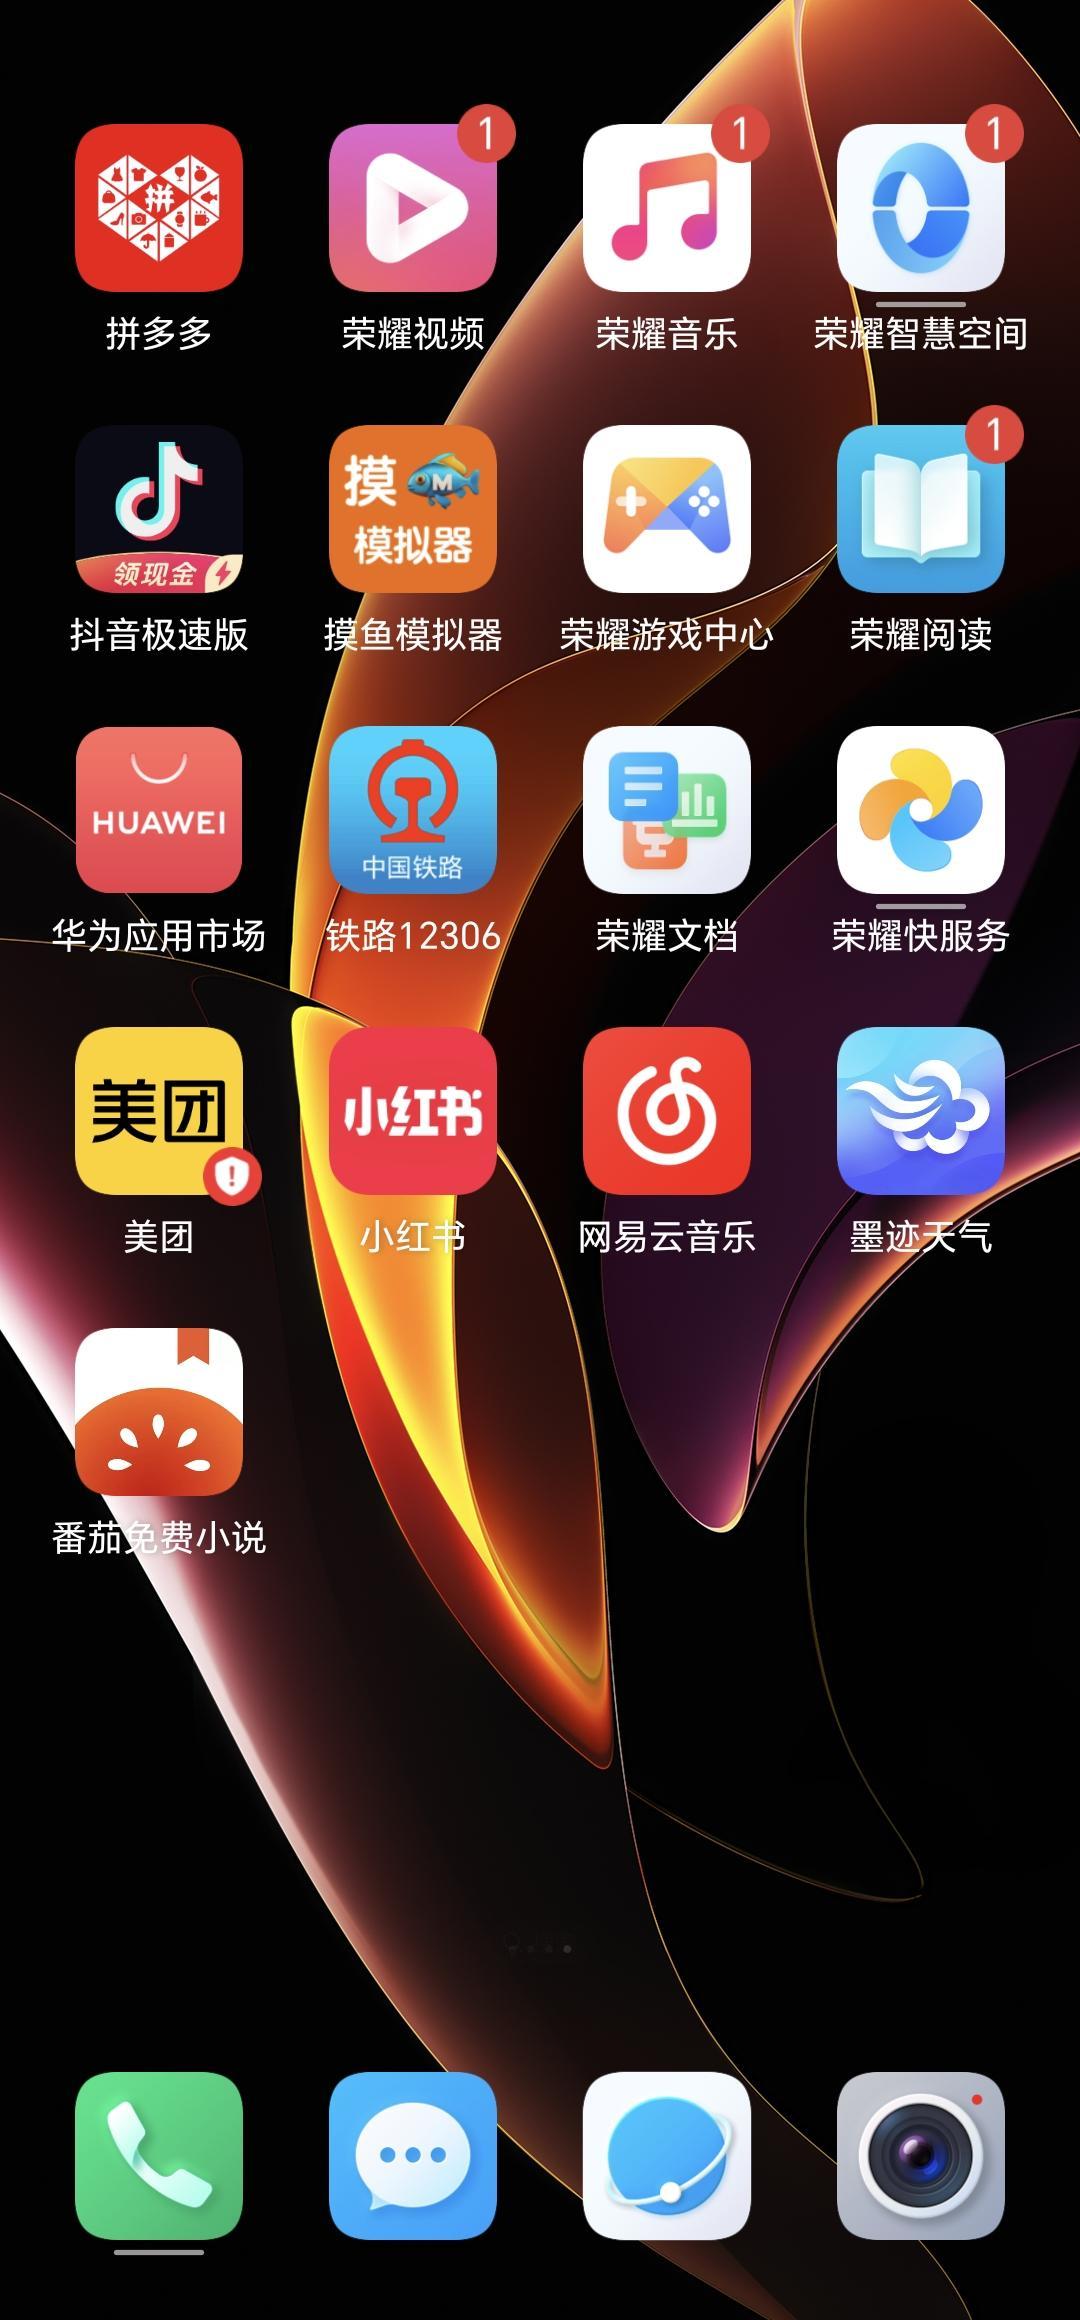 拼
1
1
1
拼多多
荣耀视频
荣耀音乐
荣耀智慧空间
领现金
摸
M
模拟器
1
抖音极速版
摸鱼模拟器
荣耀游戏中心
荣耀阅读
HUAWEI
中国铁路
华为应用市场
铁路12306
荣耀文档
荣耀快服务
美团
小红书
美团
小红书
网易云音乐
墨迹天气
番茄免费小说